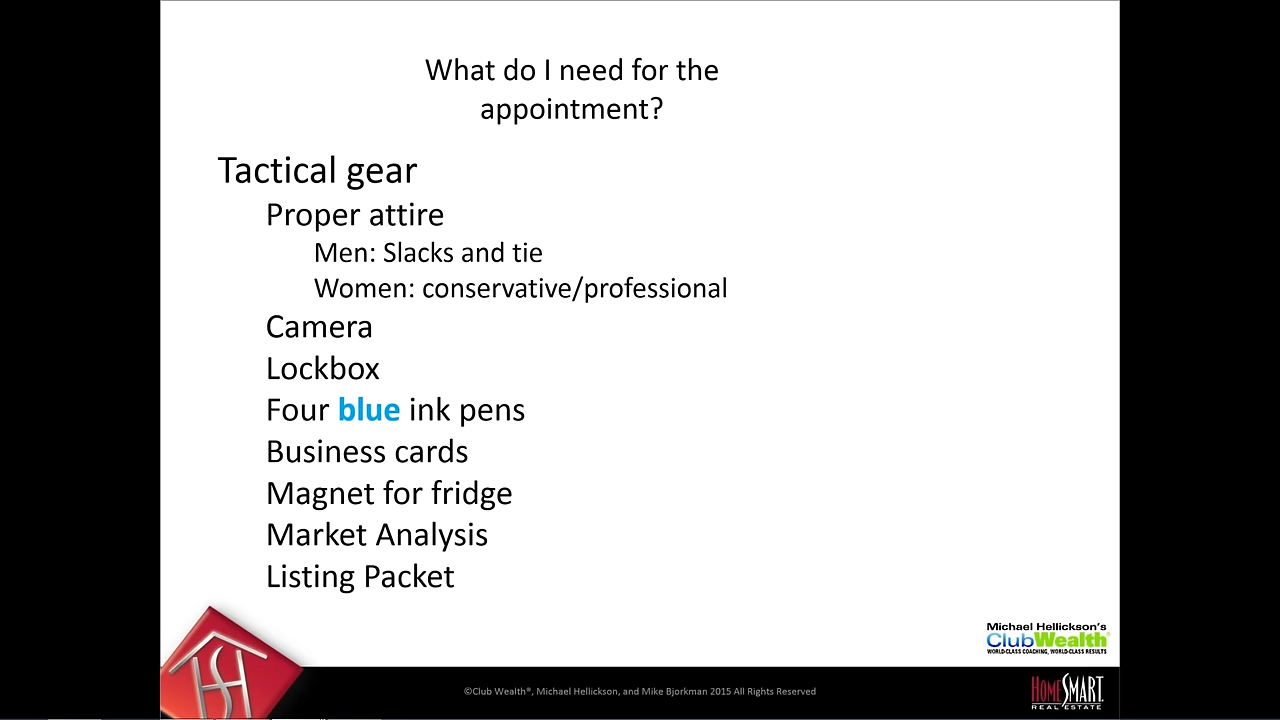 What do I need for the
appointment?
Tactical gear
Proper attire
Men: Slacks and tie
Women: conservative/professional
Camera
Lockbox
Four blue ink pens
Business cards
Magnet for fridge
Market Analysis
Listing Packet
Michael Hellickson's
ClubWealth®
WORLD-CLASS COACHING, WORLD-CLASS RESULTS
©Club Wealth®, Michael Hellickson, and Mike Bjorkman 2015 All Rights Reserved
HOMESMART
REAL ESTATE